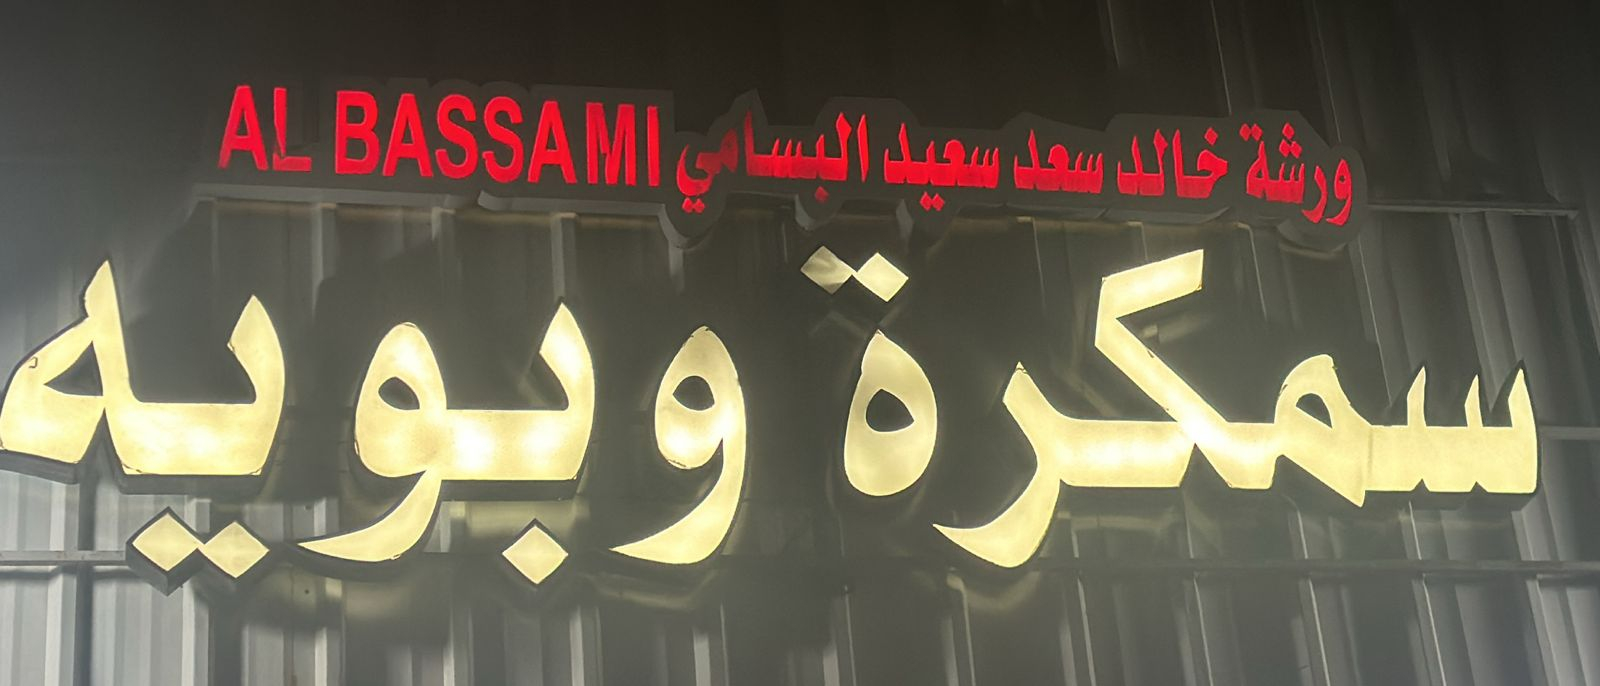 ورشة خالد سعد سعيد البسامي AL BASSAMI
سمكرة وبويه